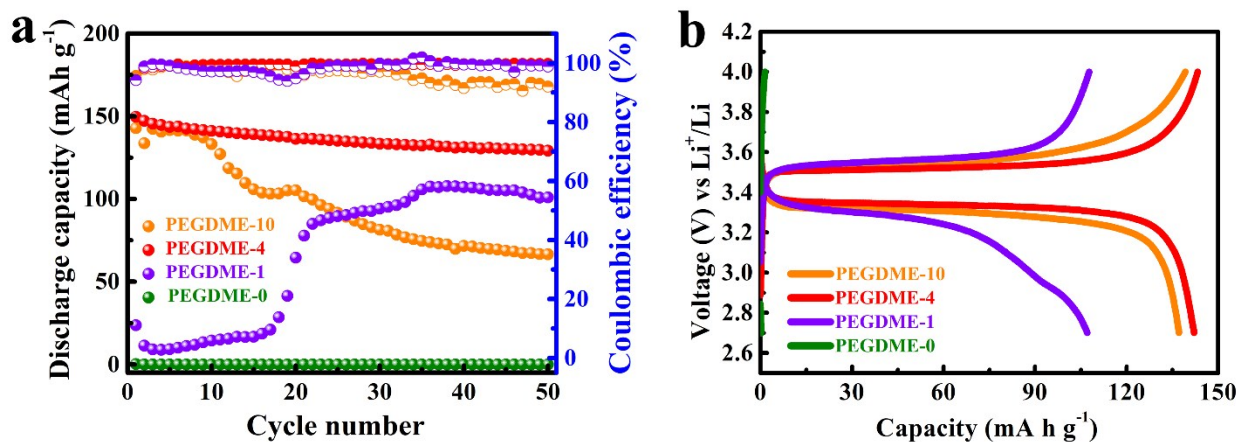 a
Discharge capacity (mAh g⁻¹)
200
150
100
50
0
PEGDME-10
PEGDME-4
PEGDME-1
PEGDME-0
0 10 20 30 40 50
Cycle number
100
80
60
40
20
0
Coulombic efficiency (%)
b
Voltage (V) vs Li⁺/Li
4.0
3.8
3.6
3.4
3.2
3.0
2.8
2.6
PEGDME-10
PEGDME-4
PEGDME-1
PEGDME-0
0 30 60 90 120 150
Capacity (mA h g⁻¹)